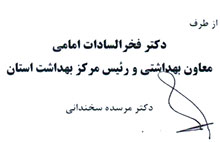 از طرف
دکتر فخرالسادات امامی
معاون بهداشتی و رئیس مرکز بهداشت استان
دکتر مرسده سخندانی